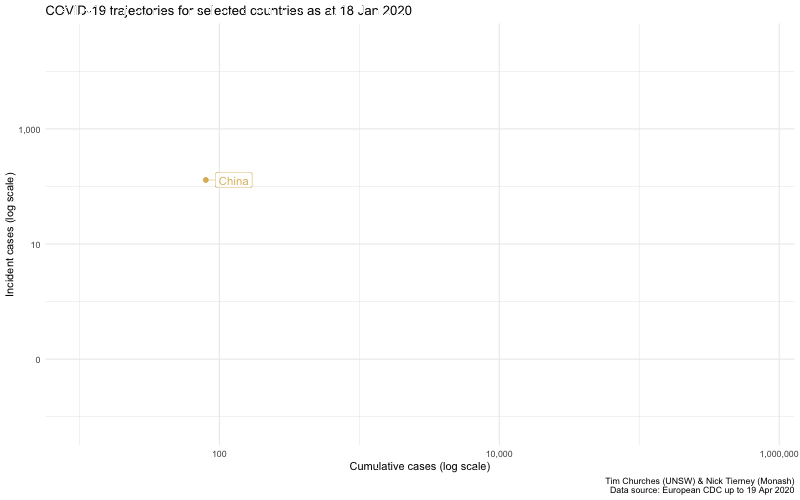 COVID-19 trajectories for selected countries as at 18 Jan 2020
1,000
China
10
0
Incident cases (log scale)
100
10,000
1,000,000
Cumulative cases (log scale)
Tim Churches (UNSW) & Nick Tierney (Monash)
Data source: European CDC up to 19 Apr 2020